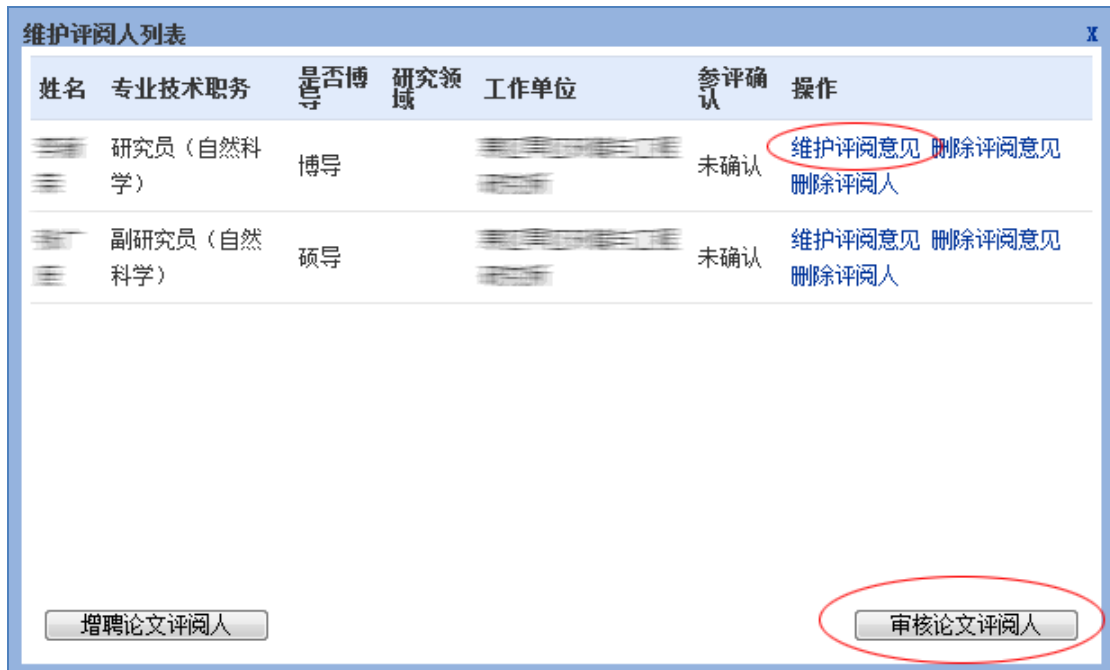 维护评阅人列表 X
姓名 专业技术职务 是否博导 研究领域 工作单位 参评确认 操作
研究员（自然科 维护评阅意见 删除评阅意见
学） 博导 未确认 删除评阅人
副研究员（自然 维护评阅意见 删除评阅意见
科学） 硕导 未确认 删除评阅人
增聘论文评阅人 审核论文评阅人